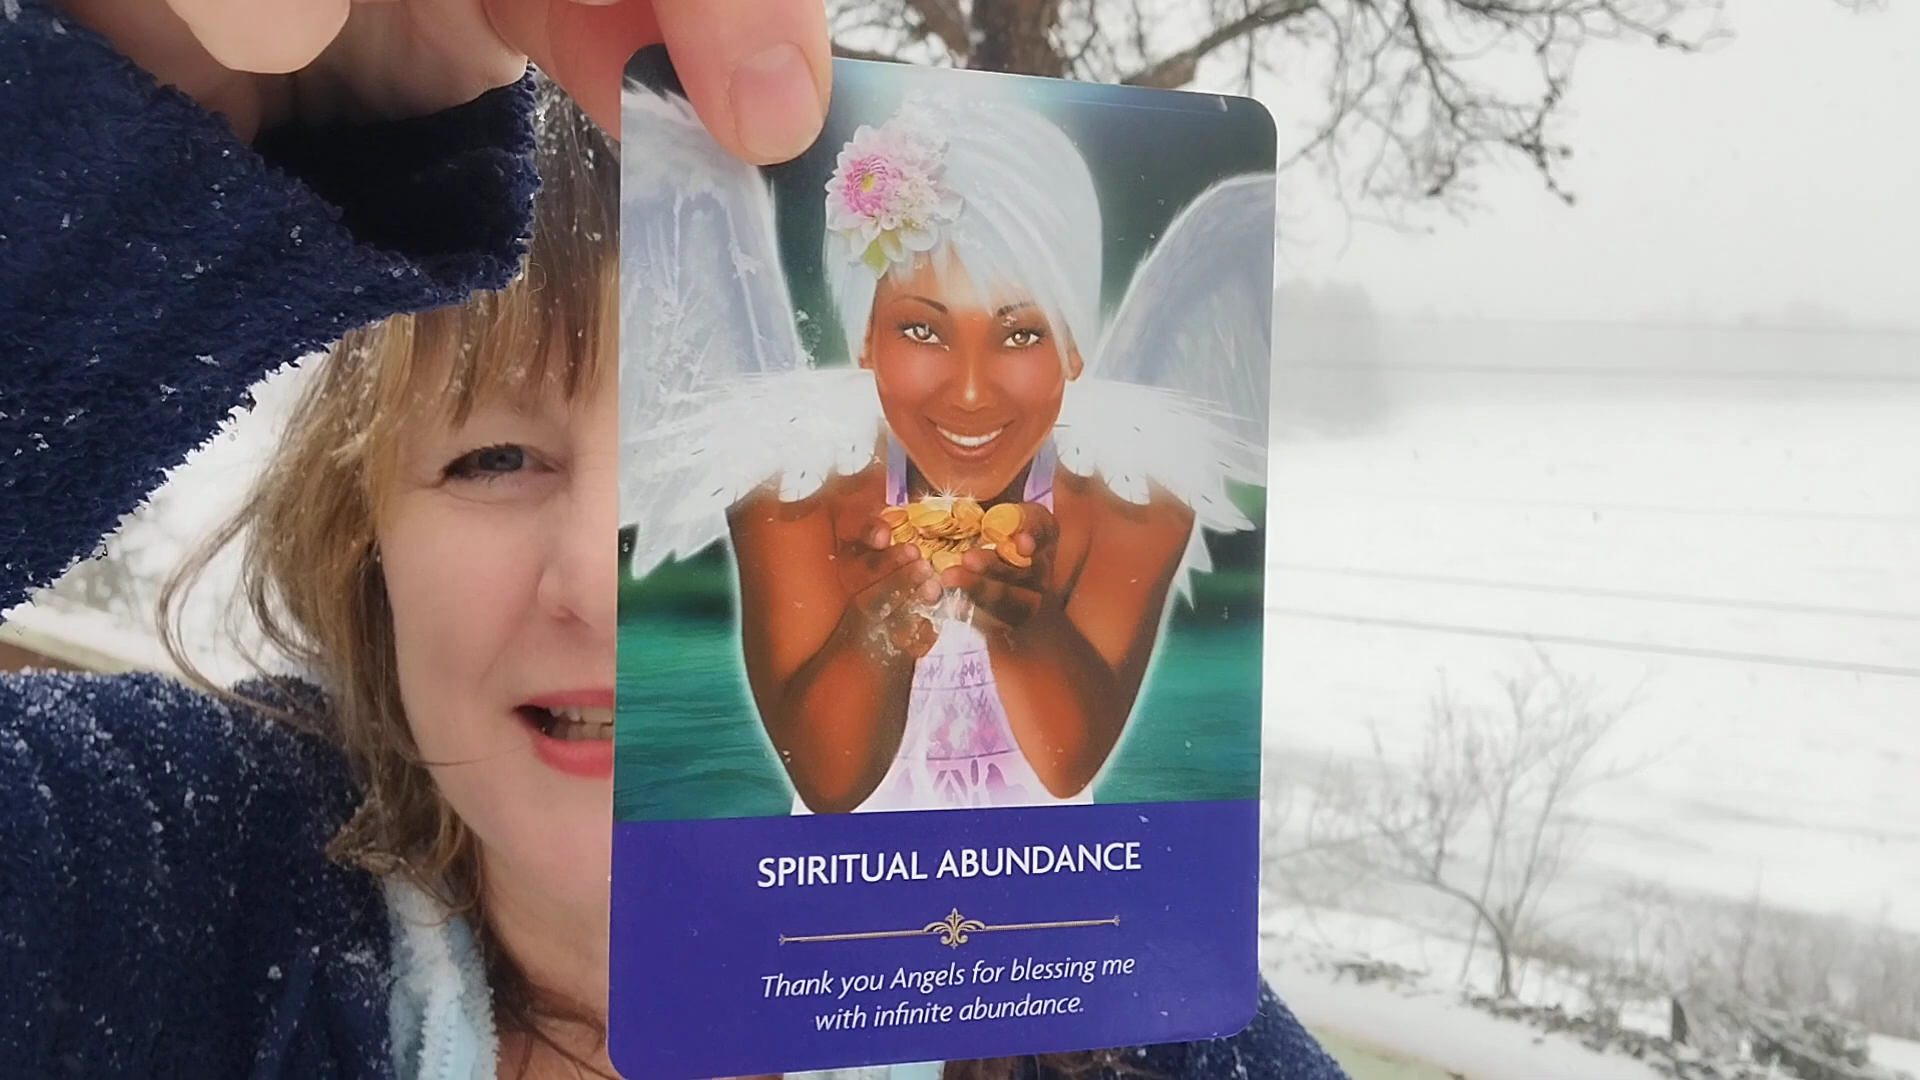 SPIRITUAL ABUNDANCE
Thank you Angels for blessing me
with infinite abundance.